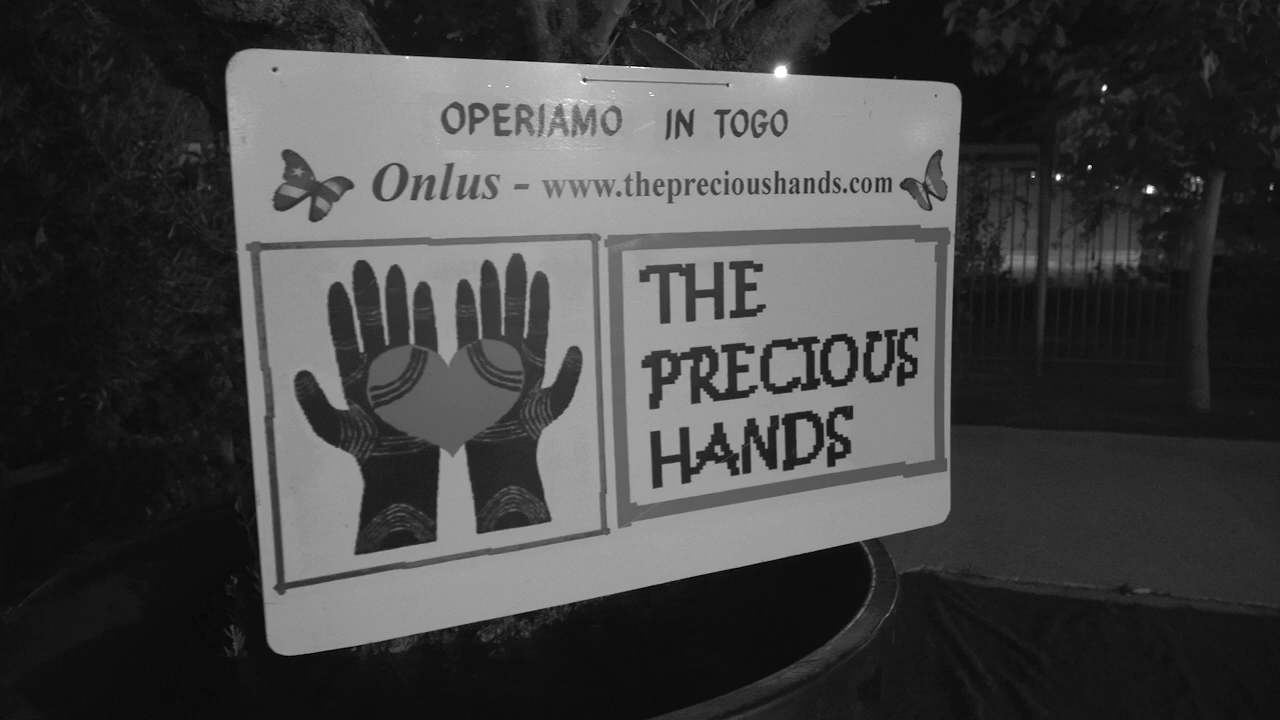 OPERIAMO IN TOGO
Onlus - www.theprecioushands.com
THE
PRECIOUS
HANDS